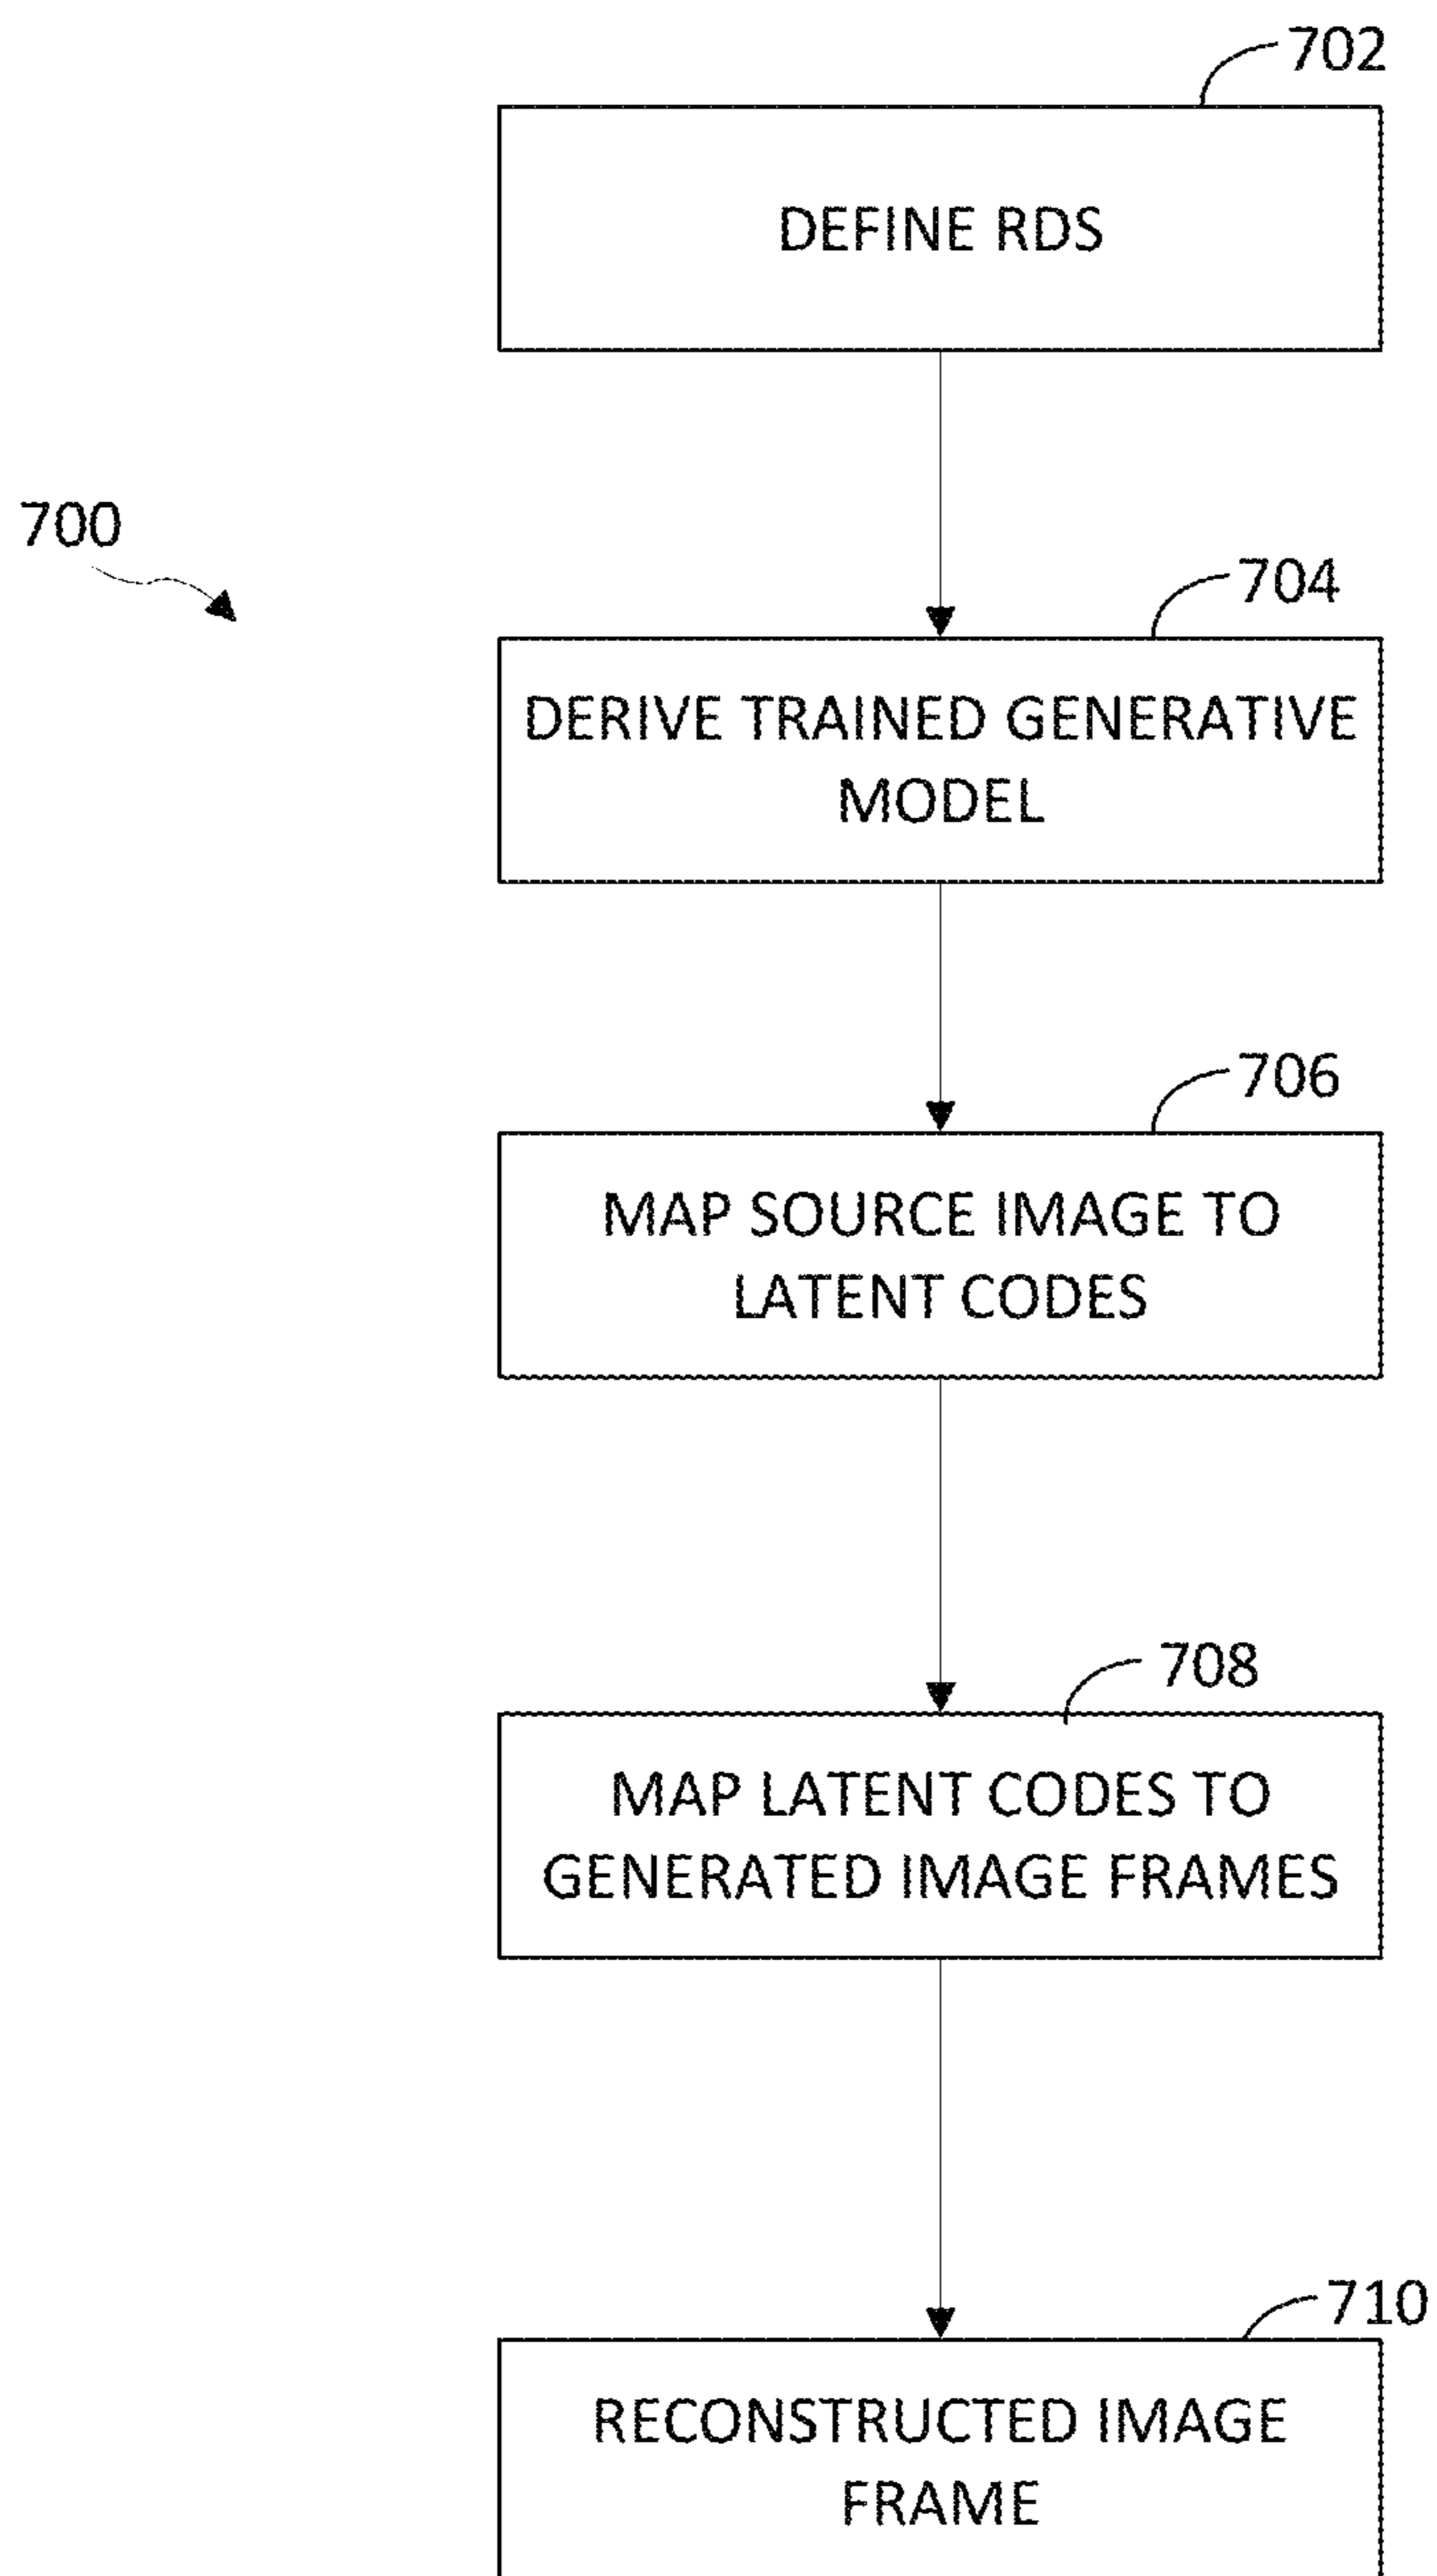 702
DEFINE RDS
700
704
DERIVE TRAINED GENERATIVE
MODEL
706
MAP SOURCE IMAGE TO
LATENT CODES
708
MAP LATENT CODES TO
GENERATED IMAGE FRAMES
710
RECONSTRUCTED IMAGE
FRAME